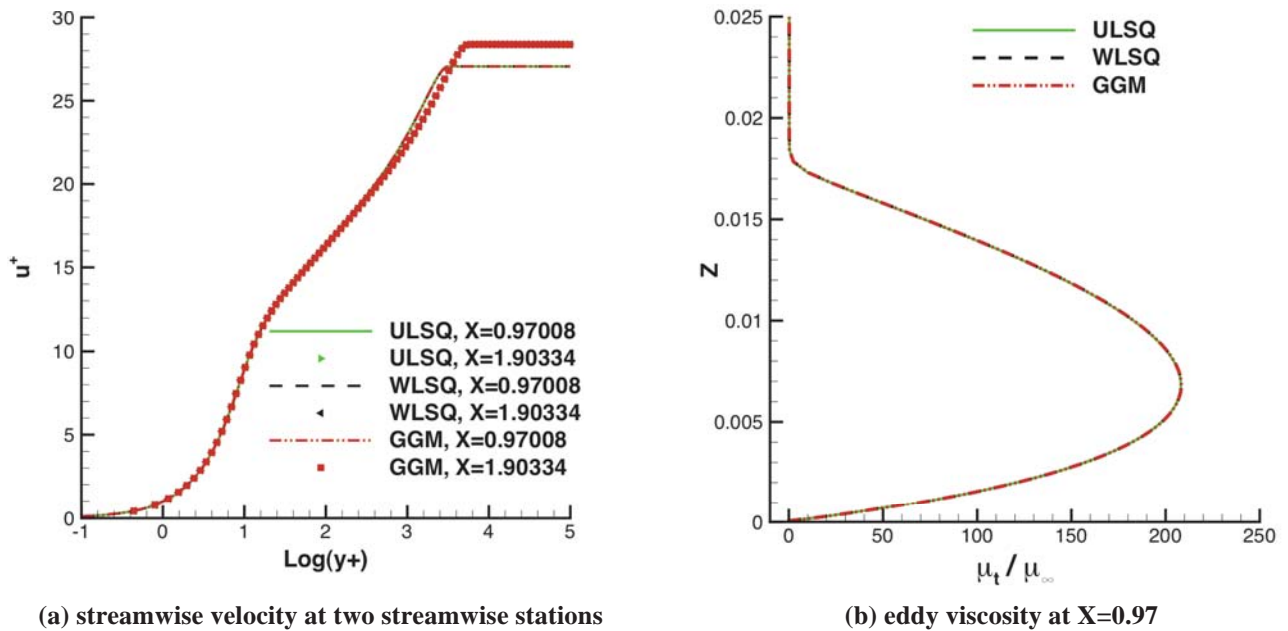 30
25
20
15
10
5
0
u+
-1 0 1 2 3 4 5
Log(y+)
ULSQ, X=0.97008
ULSQ, X=1.90334
WLSQ, X=0.97008
WLSQ, X=1.90334
GGM, X=0.97008
GGM, X=1.90334
(a) streamwise velocity at two streamwise stations
0.025
0.02
0.015
0.01
0.005
0
Z
0 50 100 150 200 250
μt / μ∞
ULSQ
WLSQ
GGM
(b) eddy viscosity at X=0.97